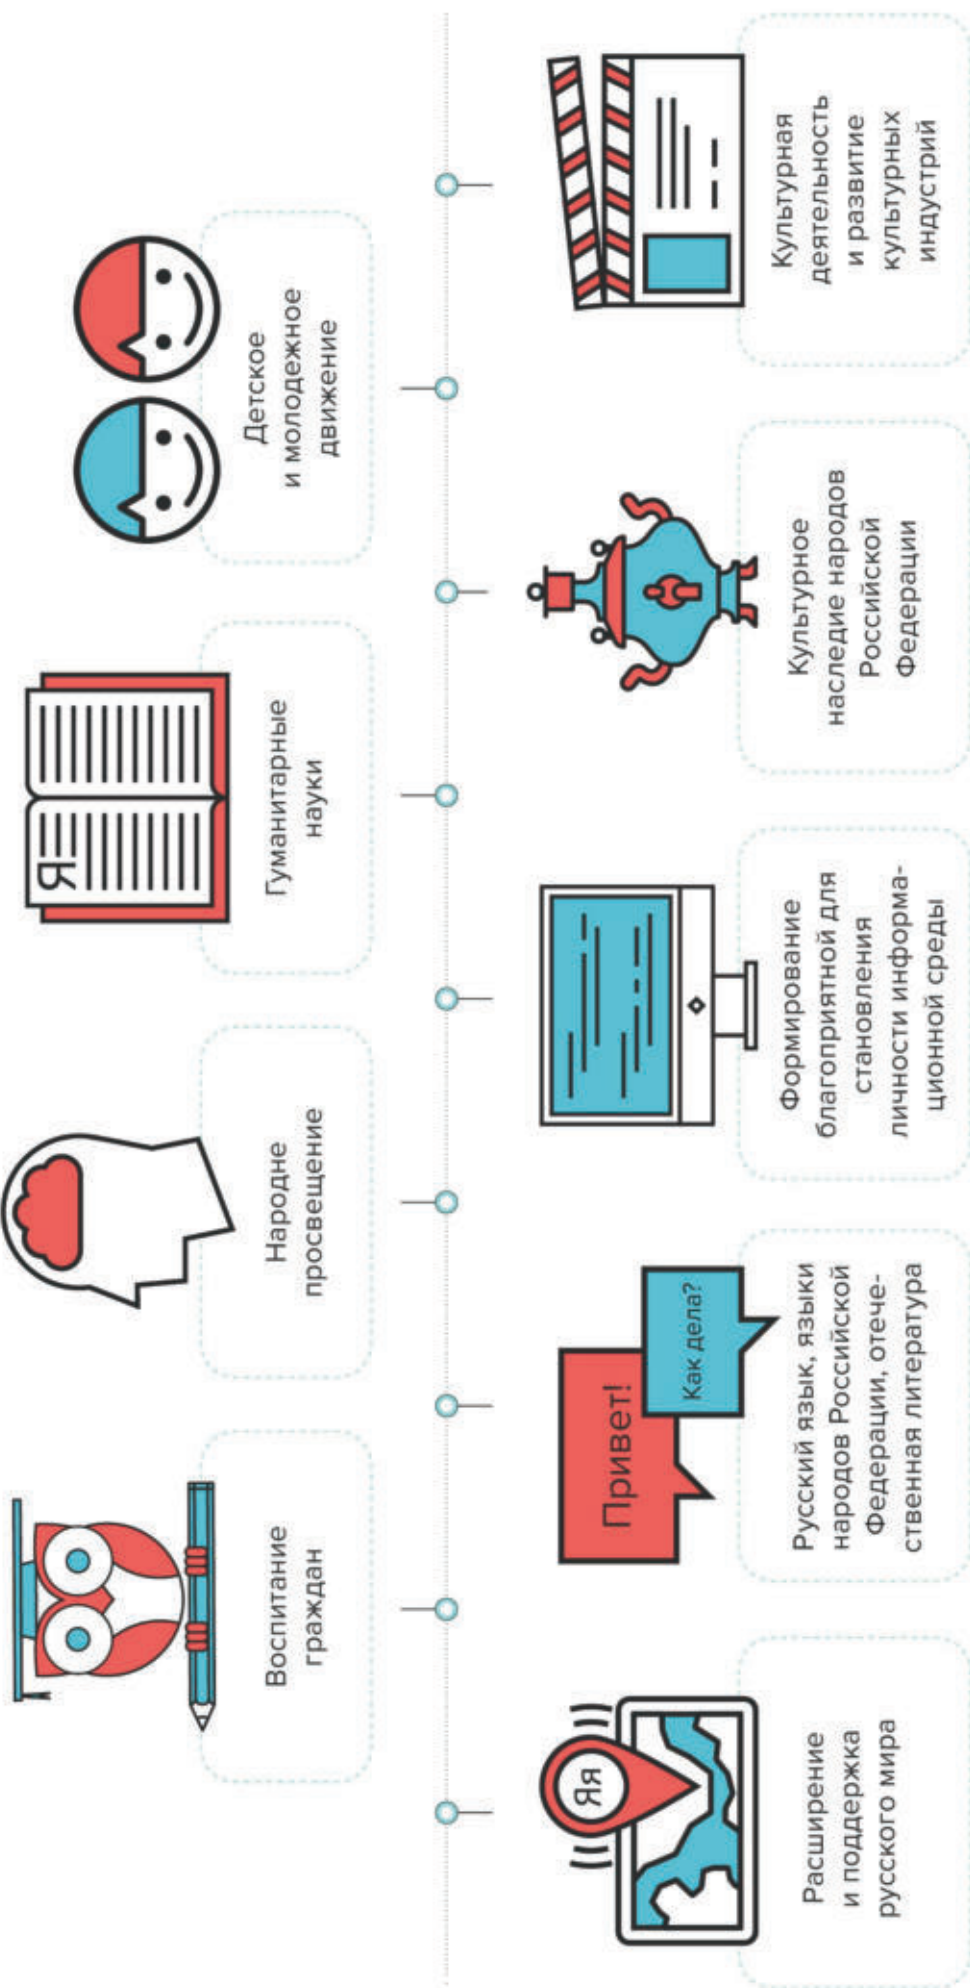 Воспитание
граждан
Народне
просвещение
Я
Гуманитарные
науки
Детское
и молодежное
движение
Яя
Расширение
и поддержка
русского мира
Привет!
Как дела?
Русский язык, языки
народов Российской
Федерации, отече-
ственная литература
Формирование
благоприятной для
становления
личности информа-
ционной среды
Культурное
наследие народов
Российской
Федерации
Культурная
деятельность
и развитие
культурных
индустрий